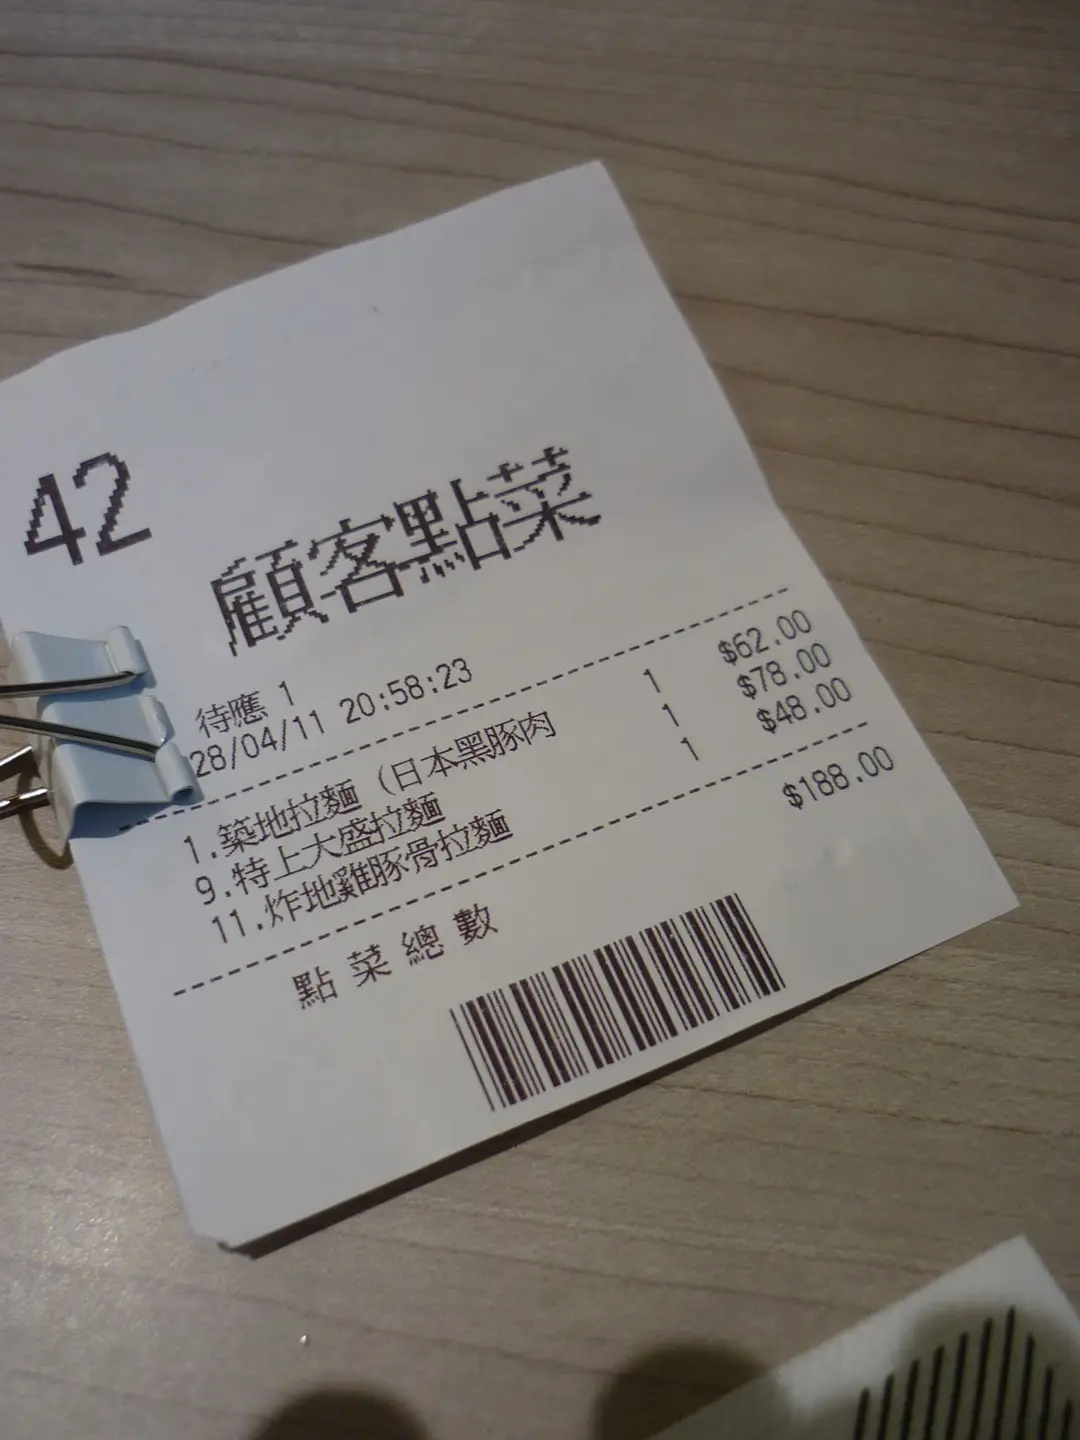 42
顧客點菜
待應 1
28/04/11 20:58:23
1.築地拉麵（日本黑豚肉 1 $62.00
9.特上大盛拉麵 1 $78.00
11.炸地雞豚骨拉麵 1 $48.00
點菜總數 $188.00